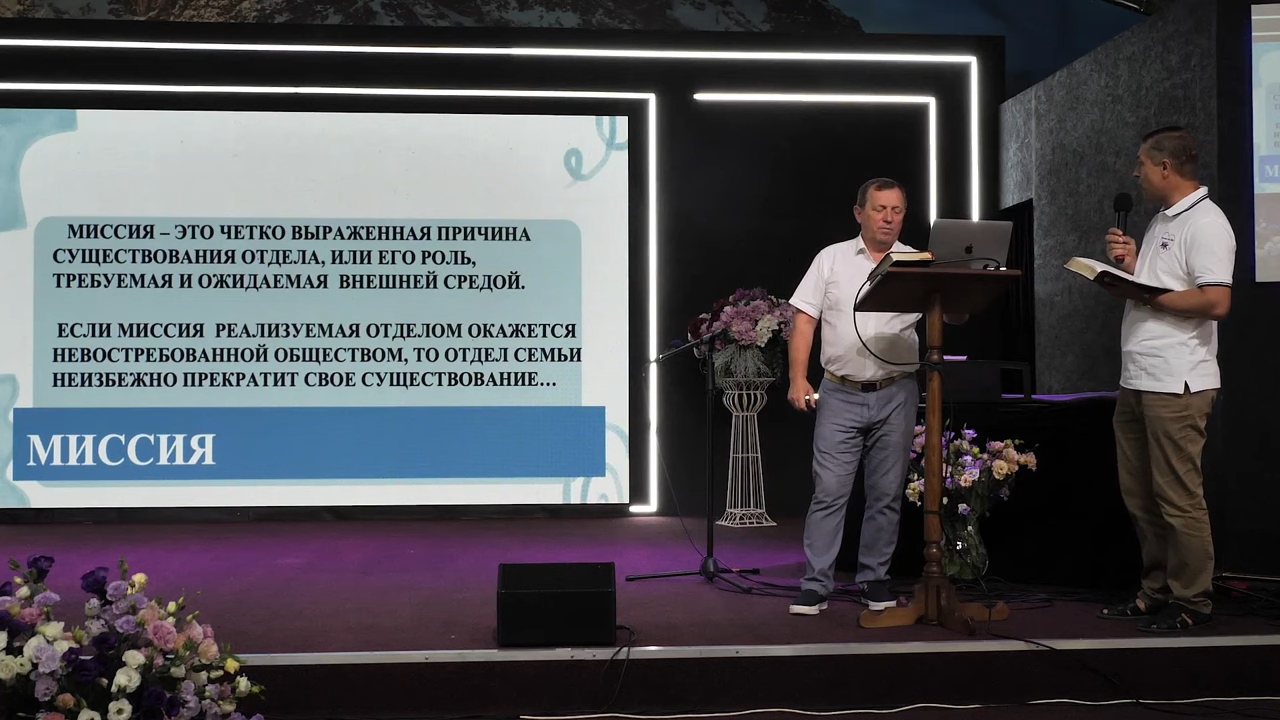 МИССИЯ – ЭТО ЧЕТКО ВЫРАЖЕННАЯ ПРИЧИНА
СУЩЕСТВОВАНИЯ ОТДЕЛА, ИЛИ ЕГО РОЛЬ,
ТРЕБУЕМАЯ И ОЖИДАЕМАЯ ВНЕШНЕЙ СРЕДОЙ.
ЕСЛИ МИССИЯ РЕАЛИЗУЕМАЯ ОТДЕЛОМ ОКАЖЕТСЯ
НЕВОСТРЕБОВАННОЙ ОБЩЕСТВОМ, ТО ОТДЕЛ СЕМЬИ
НЕИЗБЕЖНО ПРЕКРАТИТ СВОЕ СУЩЕСТВОВАНИЕ...
МИССИЯ